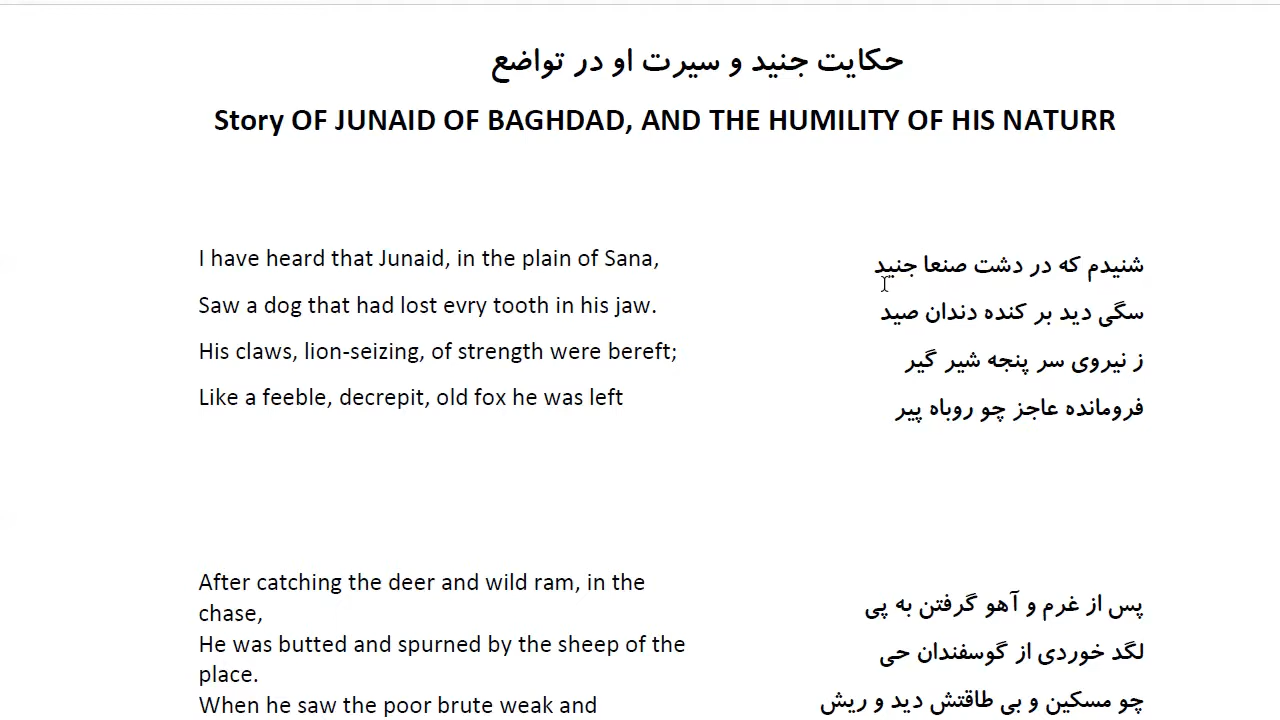 حکایت جنید و سیرت او در تواضع
Story OF JUNAID OF BAGHDAD, AND THE HUMILITY OF HIS NATURR
I have heard that Junaid, in the plain of Sana,
Saw a dog that had lost evry tooth in his jaw.
His claws, lion-seizing, of strength were bereft;
Like a feeble, decrepit, old fox he was left
شنیدم که در دشت صنعا جنید
سگی دید بر کنده دندان صید
ز نیروی سر پنجه شیر گیر
فرومانده عاجز چو روباه پیر
After catching the deer and wild ram, in the
chase,
He was butted and spurned by the sheep of the
place.
When he saw the poor brute weak and
پس از غرم و آهو گرفتن به پی
لگد خوردی از گوسفندان حی
چو مسکین و بی طاقتش دید و ریش